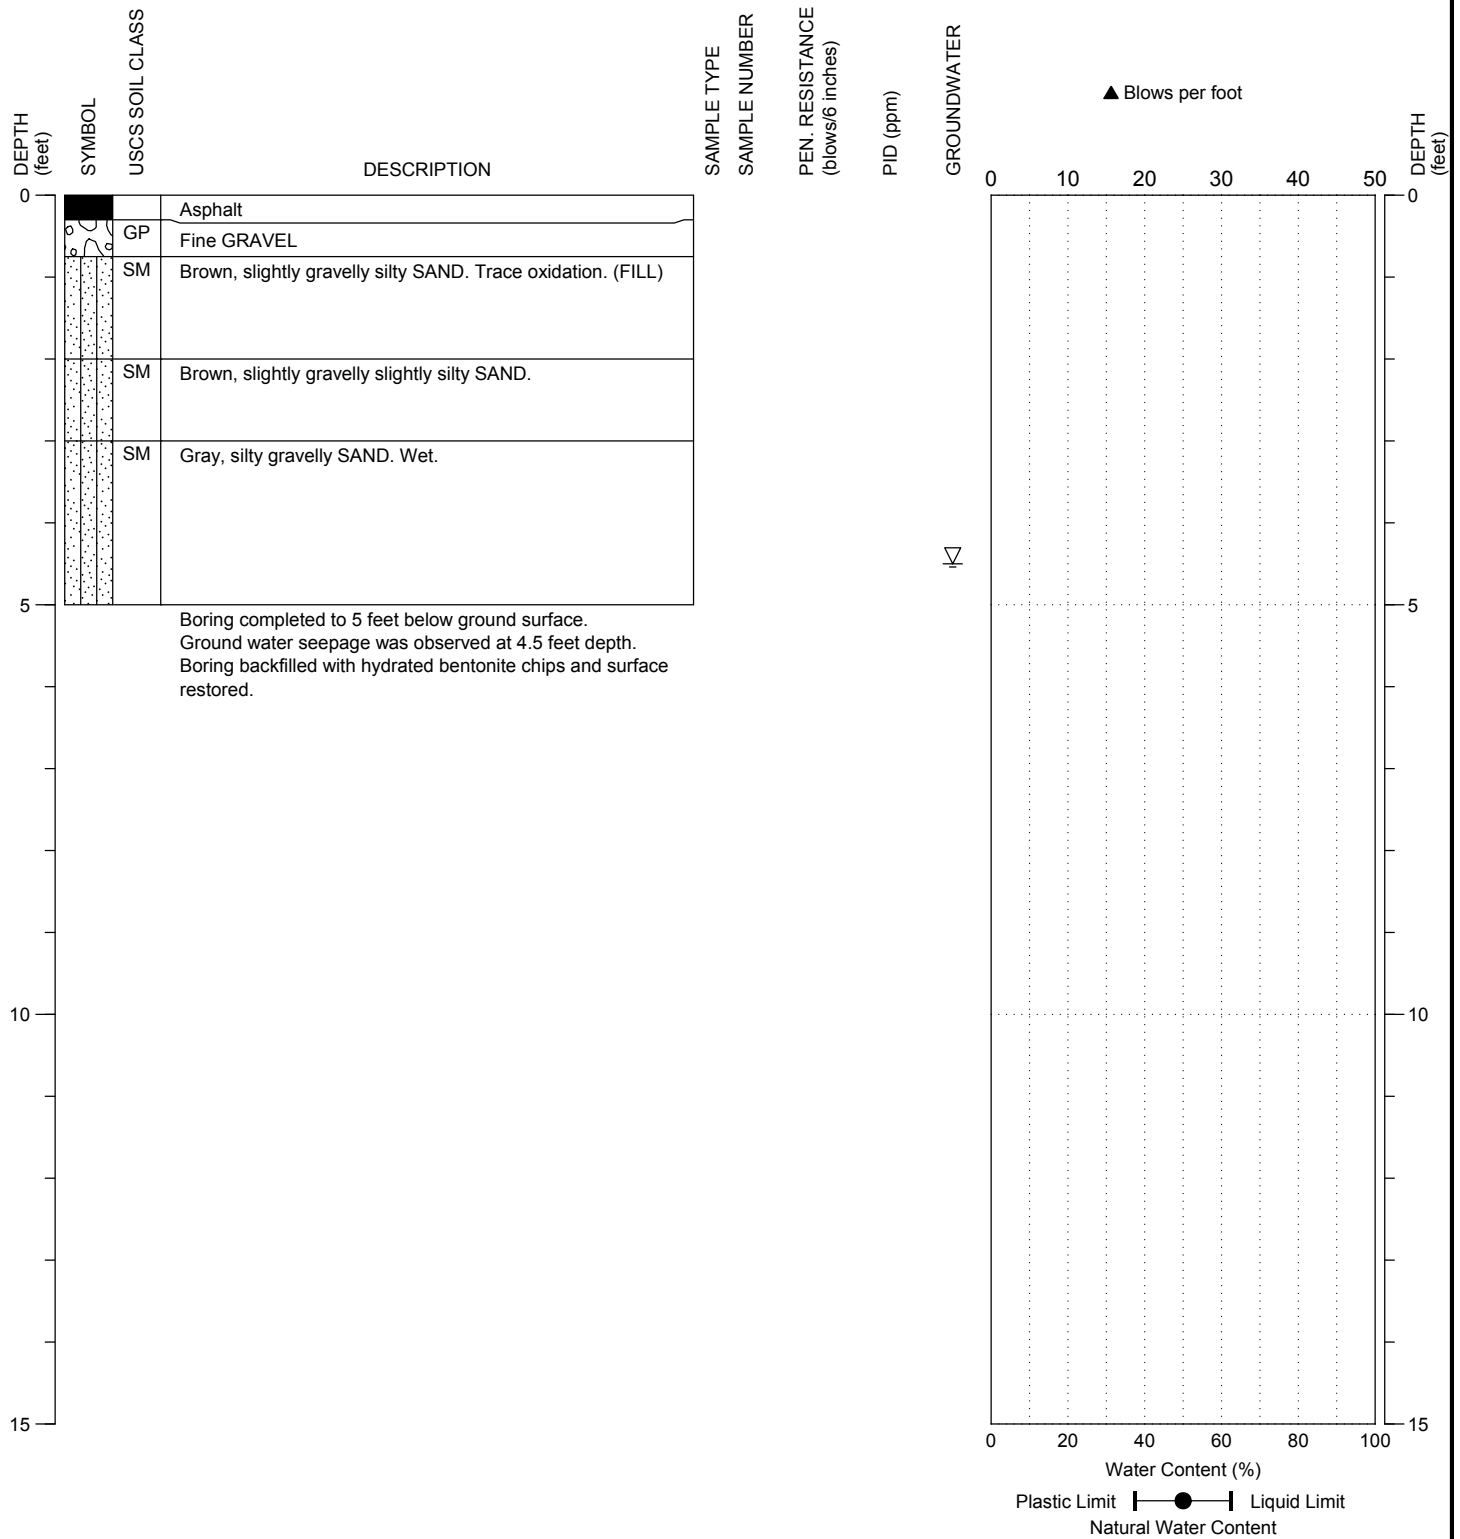 DEPTH
(feet)
SYMBOL
USCS SOIL CLASS
DESCRIPTION
SAMPLE TYPE
SAMPLE NUMBER
PEN. RESISTANCE
(blows/6 inches)
PID (ppm)
GROUNDWATER
▲ Blows per foot
DEPTH
(feet)
0 10 20 30 40 50
0
Asphalt
0
GP Fine GRAVEL
SM Brown, slightly gravelly silty SAND. Trace oxidation. (FILL)
SM Brown, slightly gravelly slightly silty SAND.
SM Gray, silty gravelly SAND. Wet.
5
5
Boring completed to 5 feet below ground surface.
Ground water seepage was observed at 4.5 feet depth.
Boring backfilled with hydrated bentonite chips and surface
restored.
10
10
15
15
0 20 40 60 80 100
Water Content (%)
Plastic Limit Liquid Limit
Natural Water Content